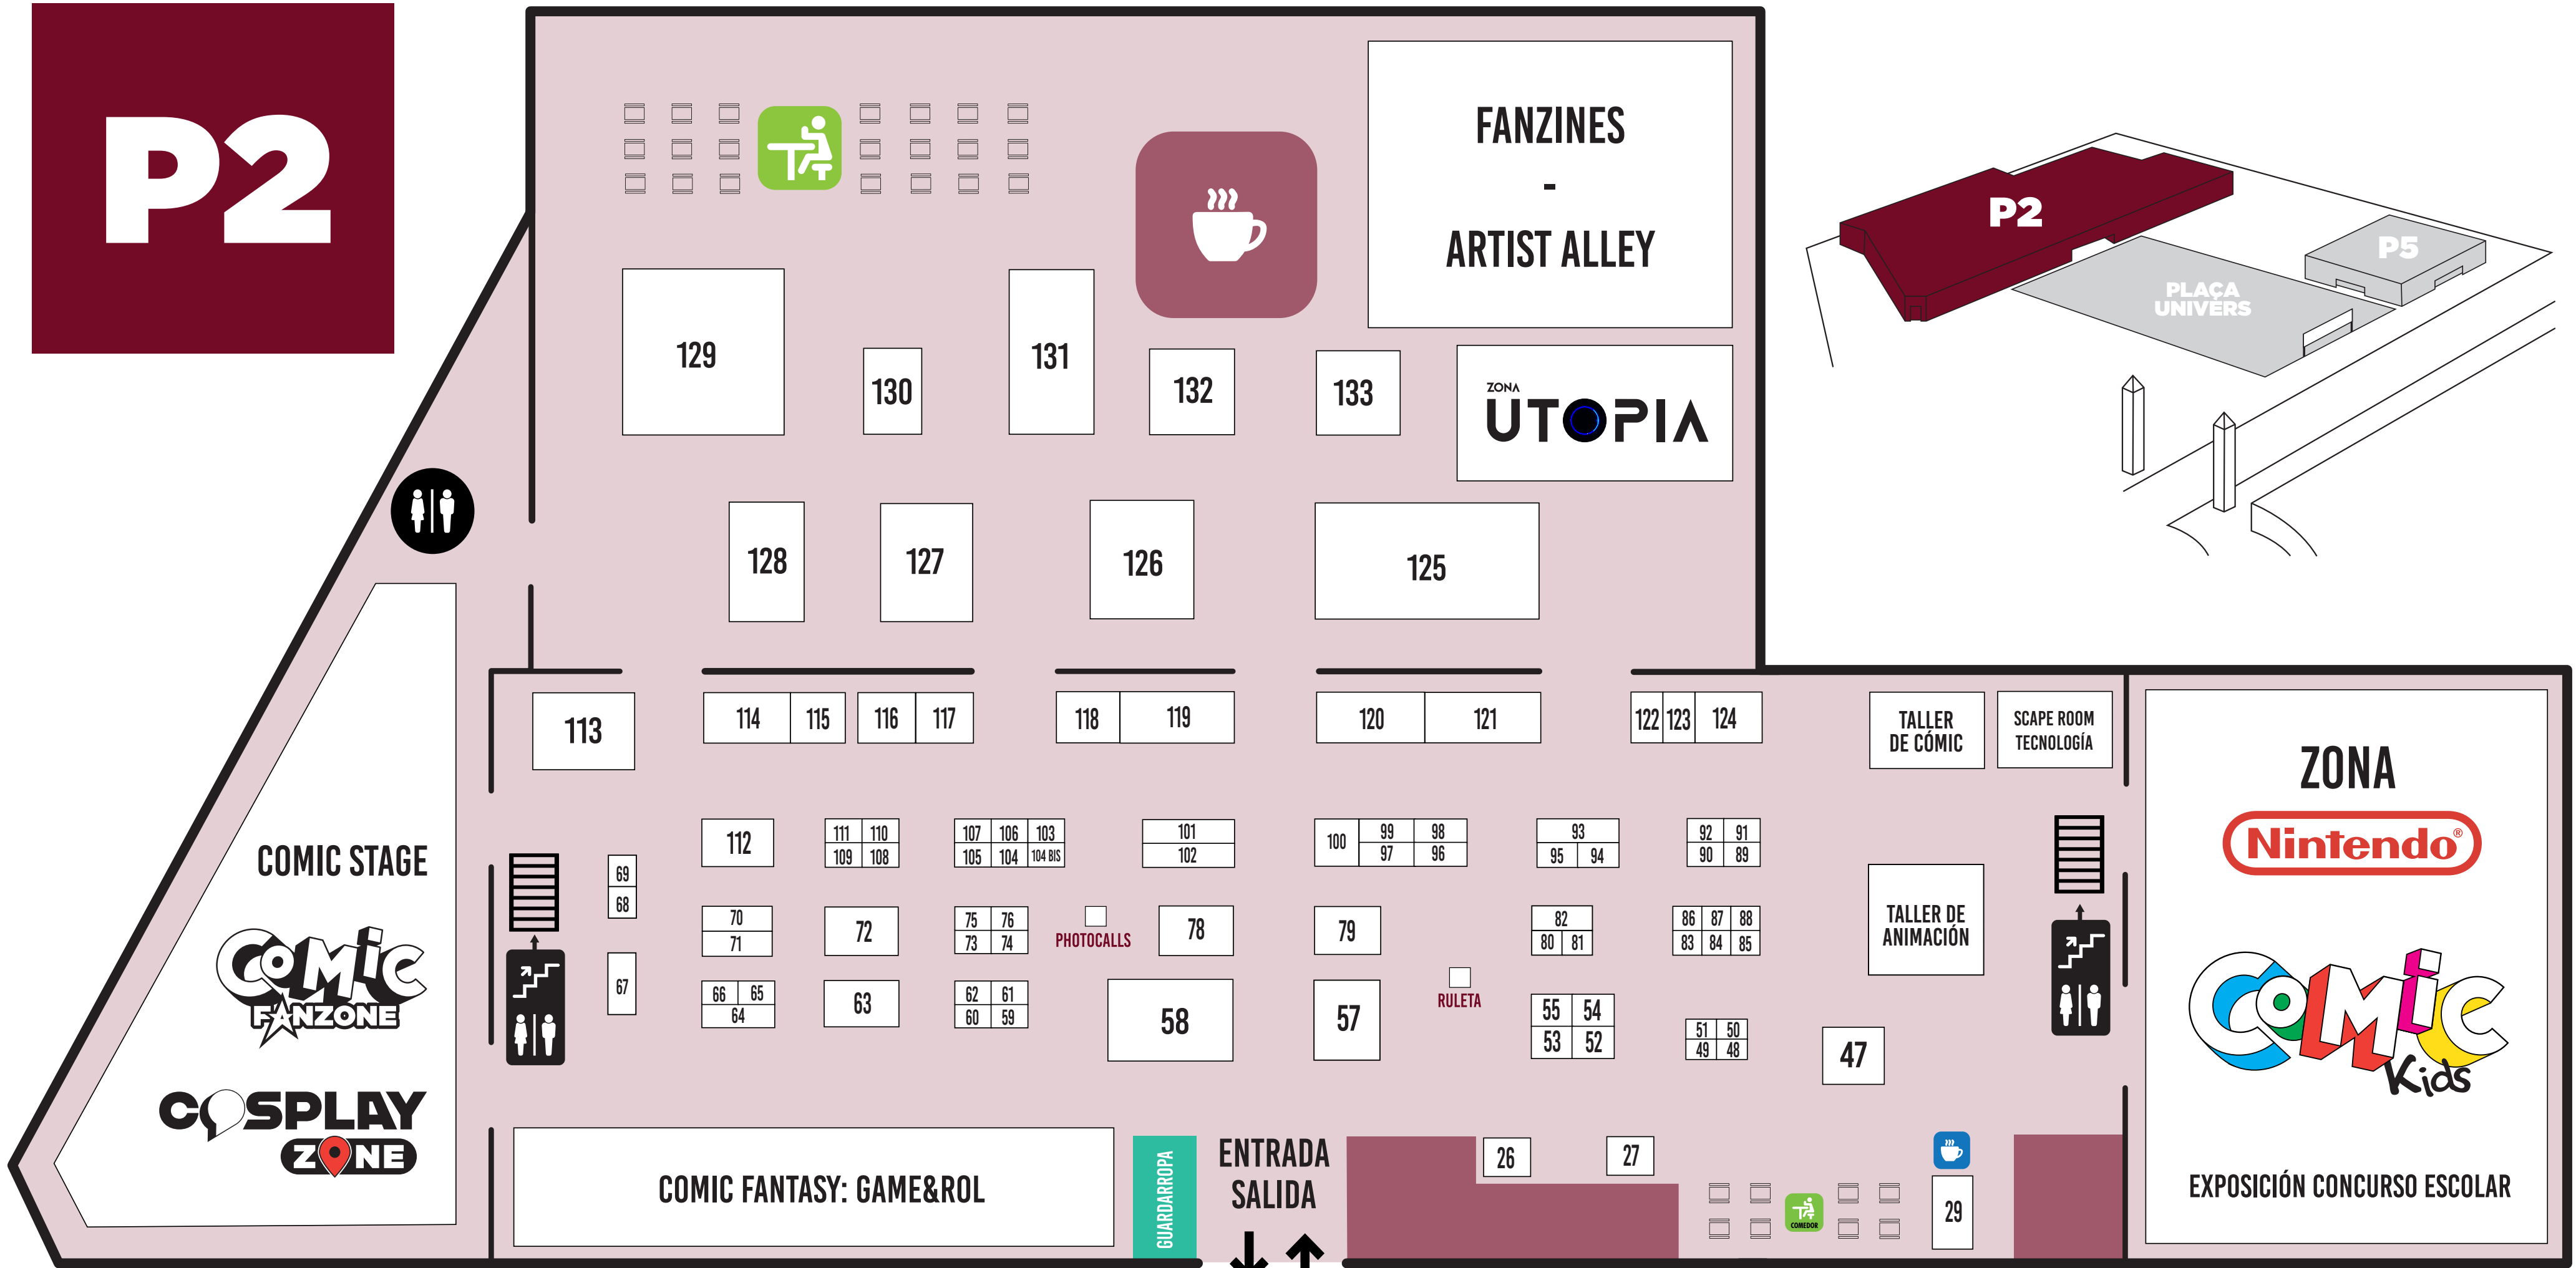 P2
FANZINES
-
ARTIST ALLEY
P2
P5
PLAÇA
UNIVERS
129
130
131
132
133
ZONA
UTOPIA
128
127
126
125
113
114
115
116
117
118
119
120
121
122
123
124
TALLER
DE CÓMIC
SCAPE ROOM
TECNOLOGÍA
ZONA
Nintendo®
COMIC STAGE
COMIC
FANZONE
COSPLAY
ZONE
69
68
67
112
111 110
109 108
107 106 103
105 104 104 BIS
101
102
100
99 98
97 96
93
95 94
92 91
90 89
70
71
72
75 76
73 74
PHOTOCALLS
78
79
82
80 81
86 87 88
83 84 85
TALLER DE
ANIMACIÓN
66 65
64
63
62 61
60 59
58
57
RULETA
55 54
53 52
51 50
49 48
47
COMIC
Kids
COMIC FANTASY: GAME&ROL
GUARDARROPA
ENTRADA
SALIDA
26
27
COMEDOR
29
EXPOSICIÓN CONCURSO ESCOLAR